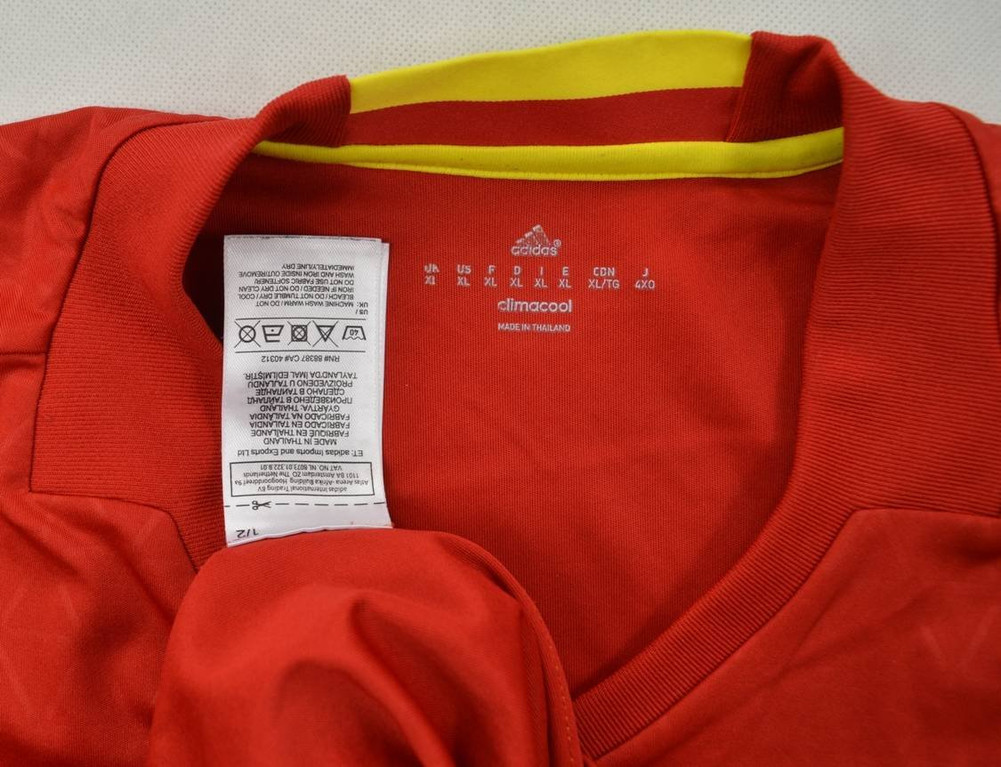 adidas®
UK US F D I E CDN J
XL XL XL XL XL XL XL/TG 4XO
climacool
MADE IN THAILAND
1/2
adidas International Trading BV
Atlas Arena -Afrika Building Hoogoorddreef 9a
1101 BA Amsterdam ZO The Netherlands
VAT NO. NL 8073.01.322.B.01
ET: adidas Imports and Exports Ltd
MADE IN THAILAND
FABRIQUÉ EN THAÏLANDE
FABRICADO EN TAILANDIA
FABRICADO NA TAILÂNDIA
GYÁRTVA: THAILAND
ПРОИЗВЕДЕНО В ТАЙЛАНД
СДЕЛАНО В ТАИЛАНДЕ
PROIZVEDENO U TAJLANDU
TAYLAND'DA İMAL EDİLMİŞTİR.
RN# 88387 CA# 40312
40
US /
UK: MACHINE WASH WARM / DO NOT
BLEACH / DO NOT TUMBLE DRY / COOL
IRON IF NEEDED / DO NOT DRY CLEAN
/ DO NOT USE FABRIC SOFTENER/
WASH AND IRON INSIDE OUT/REMOVE
IMMEDIATELY/LINE DRY